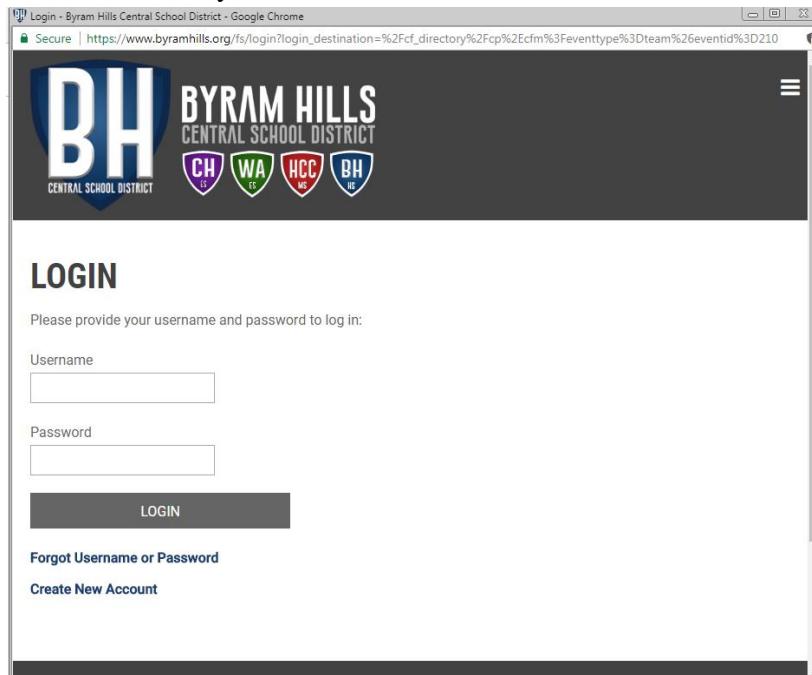 Login - Byram Hills Central School District - Google Chrome
Secure | https://www.byramhills.org/fs/login?login_destination=%2Fcf_directory%2Fcp%2Ecfm%3Feventtype%3Dteam%26eventid%3D210
BH
CENTRAL SCHOOL DISTRICT
BYRAM HILLS
CENTRAL SCHOOL DISTRICT
CH ES WA ES HCC MS BH HS
LOGIN
Please provide your username and password to log in:
Username
Password
LOGIN
Forgot Username or Password
Create New Account